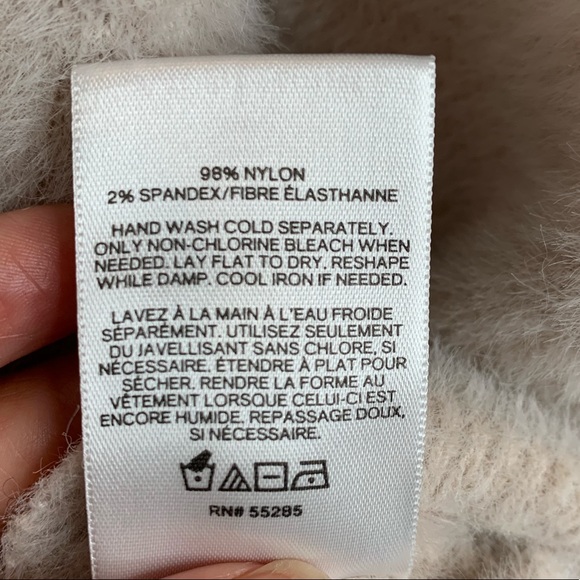 98% NYLON
2% SPANDEX/FIBRE ÉLASTHANNE
HAND WASH COLD SEPARATELY.
ONLY NON-CHLORINE BLEACH WHEN
NEEDED. LAY FLAT TO DRY. RESHAPE
WHILE DAMP. COOL IRON IF NEEDED.
LAVEZ À LA MAIN À L'EAU FROIDE
SÉPARÉMENT. UTILISEZ SEULEMENT
DU JAVELLISANT SANS CHLORE, SI
NÉCESSAIRE. ÉTENDRE À PLAT POUR
SÉCHER. RENDRE LA FORME AU
VÊTEMENT LORSQUE CELUI-CI EST
ENCORE HUMIDE. REPASSAGE DOUX,
SI NÉCESSAIRE.
RN# 55285